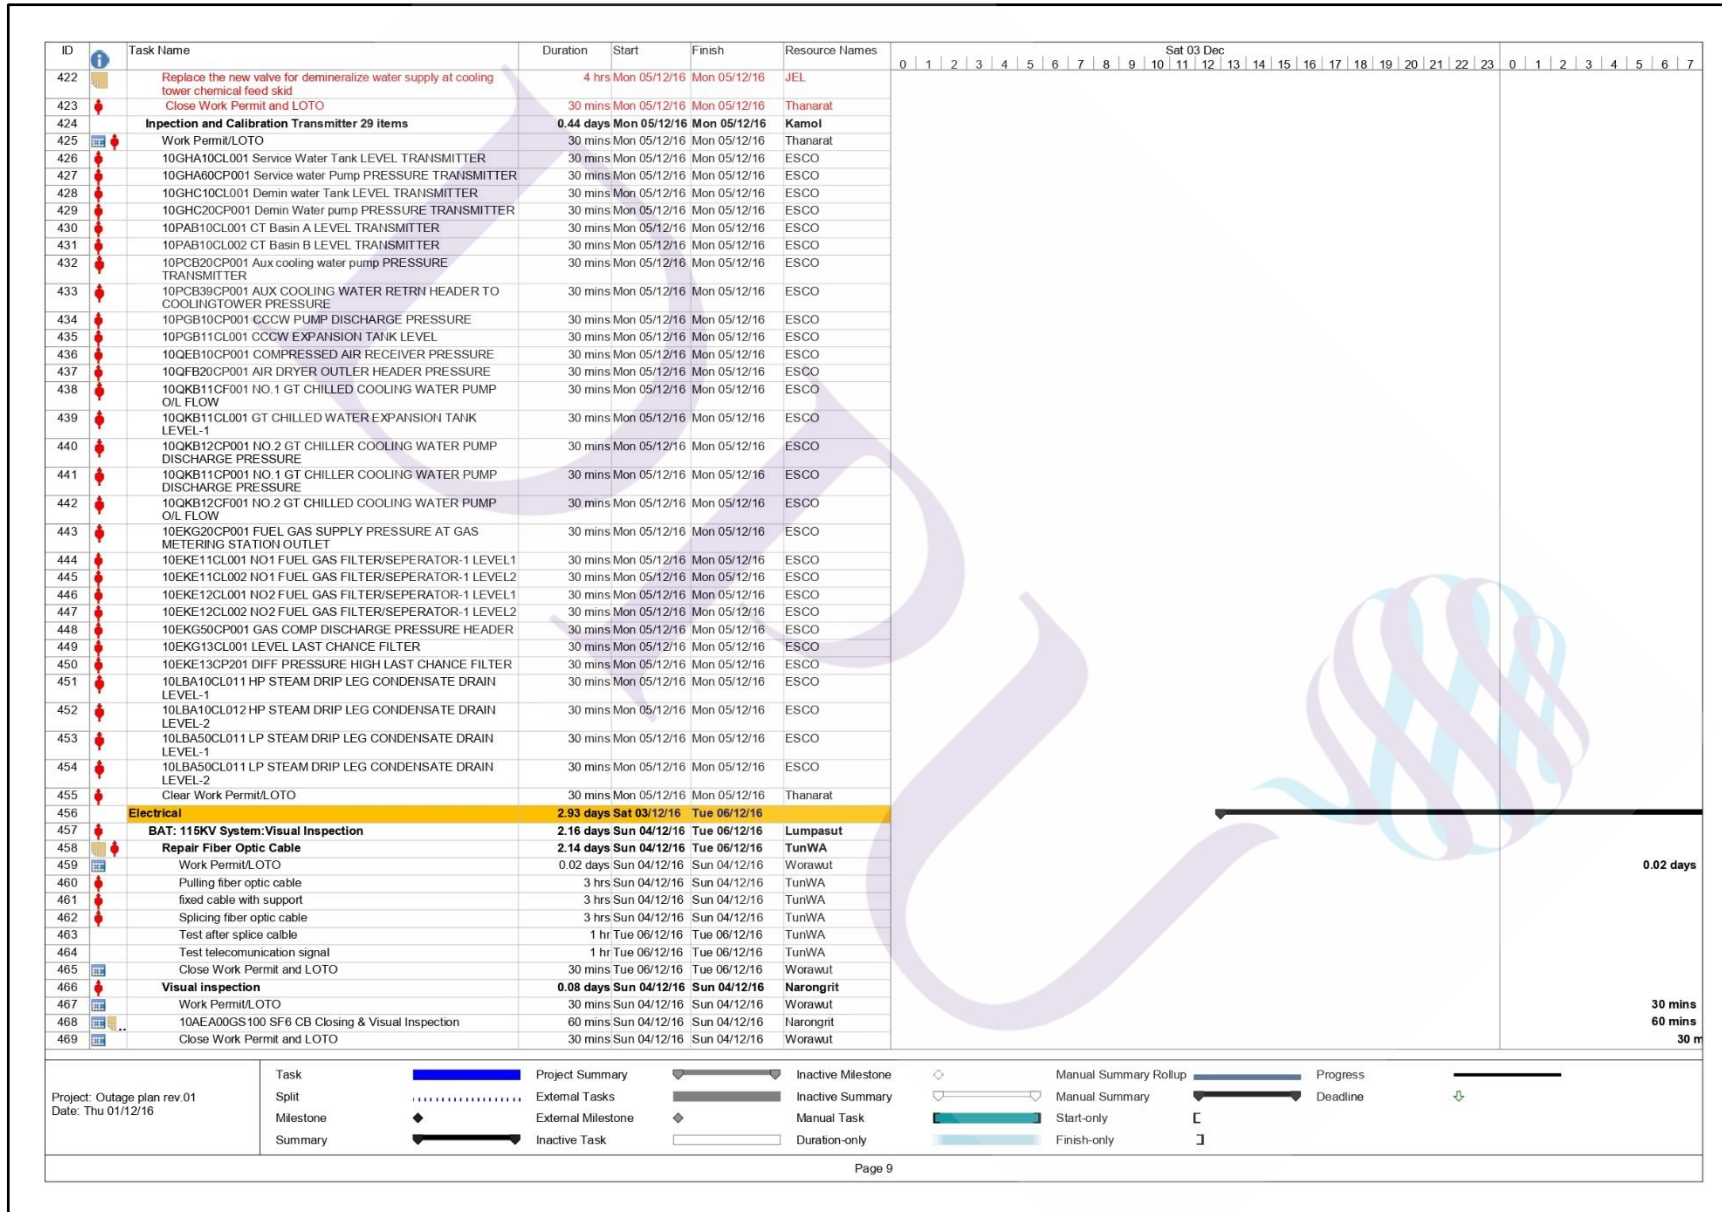 ID Task Name Duration Start Finish Resource Names Sat 03 Dec
0 1 2 3 4 5 6 7 8 9 10 11 12 13 14 15 16 17 18 19 20 21 22 23 0 1 2 3 4 5 6 7
422 Replace the new valve for demineralize water supply at cooling 4 hrs Mon 05/12/16 Mon 05/12/16 JEL
tower chemical feed skid
423 Close Work Permit and LOTO 30 mins Mon 05/12/16 Mon 05/12/16 Thanarat
424 Inpection and Calibration Transmitter 29 items 0.44 days Mon 05/12/16 Mon 05/12/16 Kamol
425 Work Permit/LOTO 30 mins Mon 05/12/16 Mon 05/12/16 Thanarat
426 10GHA10CL001 Service Water Tank LEVEL TRANSMITTER 30 mins Mon 05/12/16 Mon 05/12/16 ESCO
427 10GHA60CP001 Service water Pump PRESSURE TRANSMITTER 30 mins Mon 05/12/16 Mon 05/12/16 ESCO
428 10GHC10CL001 Demin water Tank LEVEL TRANSMITTER 30 mins Mon 05/12/16 Mon 05/12/16 ESCO
429 10GHC20CP001 Demin Water pump PRESSURE TRANSMITTER 30 mins Mon 05/12/16 Mon 05/12/16 ESCO
430 10PAB10CL001 CT Basin A LEVEL TRANSMITTER 30 mins Mon 05/12/16 Mon 05/12/16 ESCO
431 10PAB10CL002 CT Basin B LEVEL TRANSMITTER 30 mins Mon 05/12/16 Mon 05/12/16 ESCO
432 10PCB20CP001 Aux cooling water pump PRESSURE 30 mins Mon 05/12/16 Mon 05/12/16 ESCO
TRANSMITTER
433 10PCB39CP001 AUX COOLING WATER RETRN HEADER TO 30 mins Mon 05/12/16 Mon 05/12/16 ESCO
COOLINGTOWER PRESSURE
434 10PGB10CP001 CCCW PUMP DISCHARGE PRESSURE 30 mins Mon 05/12/16 Mon 05/12/16 ESCO
435 10PGB11CL001 CCCW EXPANSION TANK LEVEL 30 mins Mon 05/12/16 Mon 05/12/16 ESCO
436 10QEB10CP001 COMPRESSED AIR RECEIVER PRESSURE 30 mins Mon 05/12/16 Mon 05/12/16 ESCO
437 10QFB20CP001 AIR DRYER OUTLER HEADER PRESSURE 30 mins Mon 05/12/16 Mon 05/12/16 ESCO
438 10QKB11CF001 NO.1 GT CHILLED COOLING WATER PUMP 30 mins Mon 05/12/16 Mon 05/12/16 ESCO
O/L FLOW
439 10QKB11CL001 GT CHILLED WATER EXPANSION TANK 30 mins Mon 05/12/16 Mon 05/12/16 ESCO
LEVEL-1
440 10QKB12CP001 NO.2 GT CHILLER COOLING WATER PUMP 30 mins Mon 05/12/16 Mon 05/12/16 ESCO
DISCHARGE PRESSURE
441 10QKB11CP001 NO.1 GT CHILLER COOLING WATER PUMP 30 mins Mon 05/12/16 Mon 05/12/16 ESCO
DISCHARGE PRESSURE
442 10QKB12CF001 NO.2 GT CHILLED COOLING WATER PUMP 30 mins Mon 05/12/16 Mon 05/12/16 ESCO
O/L FLOW
443 10EKG20CP001 FUEL GAS SUPPLY PRESSURE AT GAS 30 mins Mon 05/12/16 Mon 05/12/16 ESCO
METERING STATION OUTLET
444 10EKE11CL001 NO1 FUEL GAS FILTER/SEPERATOR-1 LEVEL1 30 mins Mon 05/12/16 Mon 05/12/16 ESCO
445 10EKE11CL002 NO1 FUEL GAS FILTER/SEPERATOR-1 LEVEL2 30 mins Mon 05/12/16 Mon 05/12/16 ESCO
446 10EKE12CL001 NO2 FUEL GAS FILTER/SEPERATOR-1 LEVEL1 30 mins Mon 05/12/16 Mon 05/12/16 ESCO
447 10EKE12CL002 NO2 FUEL GAS FILTER/SEPERATOR-1 LEVEL2 30 mins Mon 05/12/16 Mon 05/12/16 ESCO
448 10EKG50CP001 GAS COMP DISCHARGE PRESSURE HEADER 30 mins Mon 05/12/16 Mon 05/12/16 ESCO
449 10EKG13CL001 LEVEL LAST CHANCE FILTER 30 mins Mon 05/12/16 Mon 05/12/16 ESCO
450 10EKE13CP201 DIFF PRESSURE HIGH LAST CHANCE FILTER 30 mins Mon 05/12/16 Mon 05/12/16 ESCO
451 10LBA10CL011 HP STEAM DRIP LEG CONDENSATE DRAIN 30 mins Mon 05/12/16 Mon 05/12/16 ESCO
LEVEL-1
452 10LBA10CL012 HP STEAM DRIP LEG CONDENSATE DRAIN 30 mins Mon 05/12/16 Mon 05/12/16 ESCO
LEVEL-2
453 10LBA50CL011 LP STEAM DRIP LEG CONDENSATE DRAIN 30 mins Mon 05/12/16 Mon 05/12/16 ESCO
LEVEL-1
454 10LBA50CL011 LP STEAM DRIP LEG CONDENSATE DRAIN 30 mins Mon 05/12/16 Mon 05/12/16 ESCO
LEVEL-2
455 Clear Work Permit/LOTO 30 mins Mon 05/12/16 Mon 05/12/16 Thanarat
456 Electrical 2.93 days Sat 03/12/16 Tue 06/12/16
457 BAT: 115KV System:Visual Inspection 2.16 days Sun 04/12/16 Tue 06/12/16 Lumpasut
458 Repair Fiber Optic Cable 2.14 days Sun 04/12/16 Tue 06/12/16 TunWA
459 Work Permit/LOTO 0.02 days Sun 04/12/16 Sun 04/12/16 Worawut 0.02 days
460 Pulling fiber optic cable 3 hrs Sun 04/12/16 Sun 04/12/16 TunWA
461 fixed cable with support 3 hrs Sun 04/12/16 Sun 04/12/16 TunWA
462 Splicing fiber optic cable 3 hrs Sun 04/12/16 Sun 04/12/16 TunWA
463 Test after splice calble 1 hr Tue 06/12/16 Tue 06/12/16 TunWA
464 Test telecomunication signal 1 hr Tue 06/12/16 Tue 06/12/16 TunWA
465 Close Work Permit and LOTO 30 mins Tue 06/12/16 Tue 06/12/16 Worawut
466 Visual inspection 0.08 days Sun 04/12/16 Sun 04/12/16 Narongrit
467 Work Permit/LOTO 30 mins Sun 04/12/16 Sun 04/12/16 Worawut 30 mins
468 10AEA00GS100 SF6 CB Closing & Visual Inspection 60 mins Sun 04/12/16 Sun 04/12/16 Narongrit 60 mins
469 Close Work Permit and LOTO 30 mins Sun 04/12/16 Sun 04/12/16 Worawut 30 m
Project: Outage plan rev.01
Date: Thu 01/12/16
Task Project Summary Inactive Milestone Manual Summary Rollup Progress
Split External Tasks Inactive Summary Manual Summary Deadline
Milestone External Milestone Manual Task Start-only
Summary Inactive Task Duration-only Finish-only
Page 9
DPU